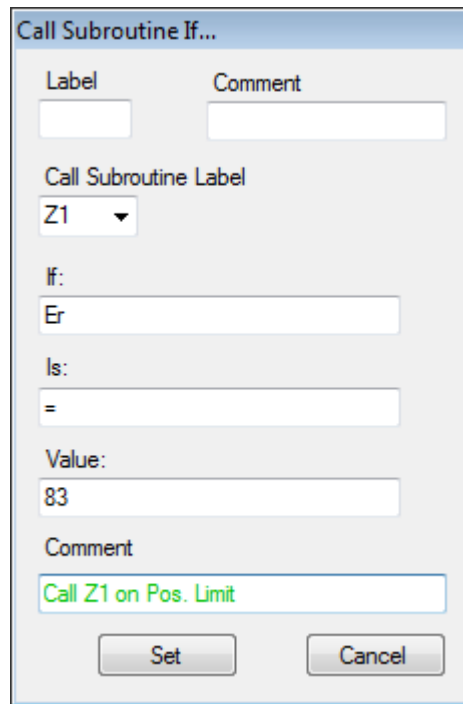 Call Subroutine If...
Label Comment
Call Subroutine Label
Z1
If:
Er
Is:
=
Value:
83
Comment
Call Z1 on Pos. Limit
Set Cancel